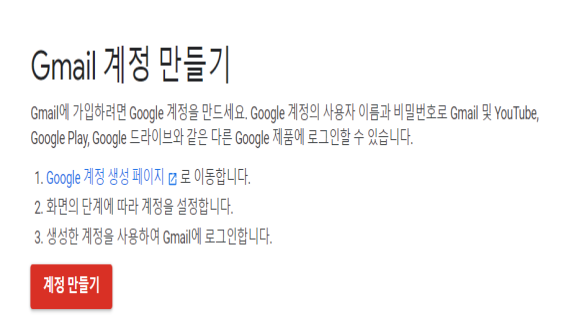 Gmail 계정 만들기
Gmail에 가입하려면 Google 계정을 만드세요. Google 계정의 사용자 이름과 비밀번호로 Gmail 및 YouTube,
Google Play, Google 드라이브와 같은 다른 Google 제품에 로그인할 수 있습니다.
1. Google 계정 생성 페이지 로 이동합니다.
2. 화면의 단계에 따라 계정을 설정합니다.
3. 생성한 계정을 사용하여 Gmail에 로그인합니다.
계정 만들기